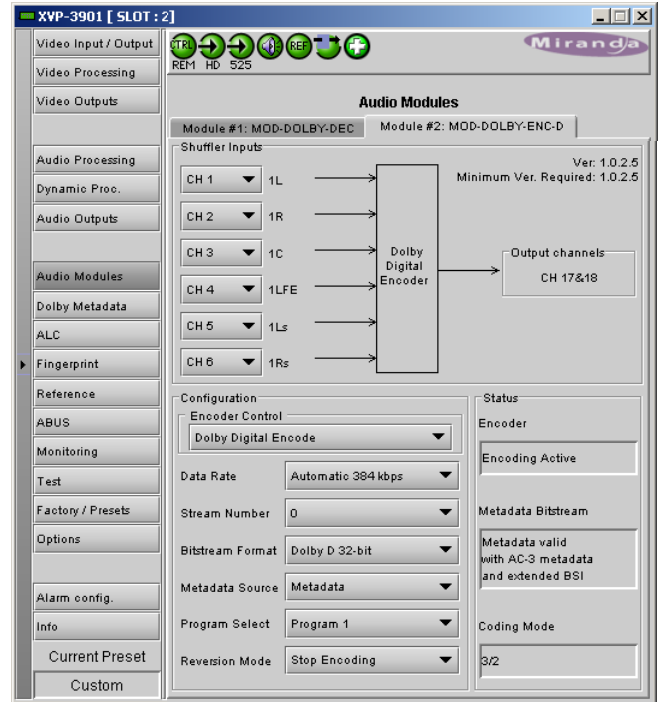 XVP-3901 [ SLOT : 2]
Video Input / Output
Video Processing
Video Outputs
Audio Processing
Dynamic Proc.
Audio Outputs
Audio Modules
Dolby Metadata
ALC
Fingerprint
Reference
ABUS
Monitoring
Test
Factory / Presets
Options
Alarm config.
Info
Current Preset
Custom
CTRL
REF
REM HD 525
Miranda
Audio Modules
Module #1: MOD-DOLBY-DEC
Module #2: MOD-DOLBY-ENC-D
Shuffler Inputs
Ver: 1.0.2.5
Minimum Ver. Required: 1.0.2.5
CH 1 1L
CH 2 1R
CH 3 1C
CH 4 1LFE
CH 5 1Ls
CH 6 1Rs
Dolby
Digital
Encoder
Output channels
CH 17&18
Configuration
Encoder Control
Dolby Digital Encode
Data Rate Automatic 384 kbps
Stream Number 0
Bitstream Format Dolby D 32-bit
Metadata Source Metadata
Program Select Program 1
Reversion Mode Stop Encoding
Status
Encoder
Encoding Active
Metadata Bitstream
Metadata valid
with AC-3 metadata
and extended BSI
Coding Mode
3/2